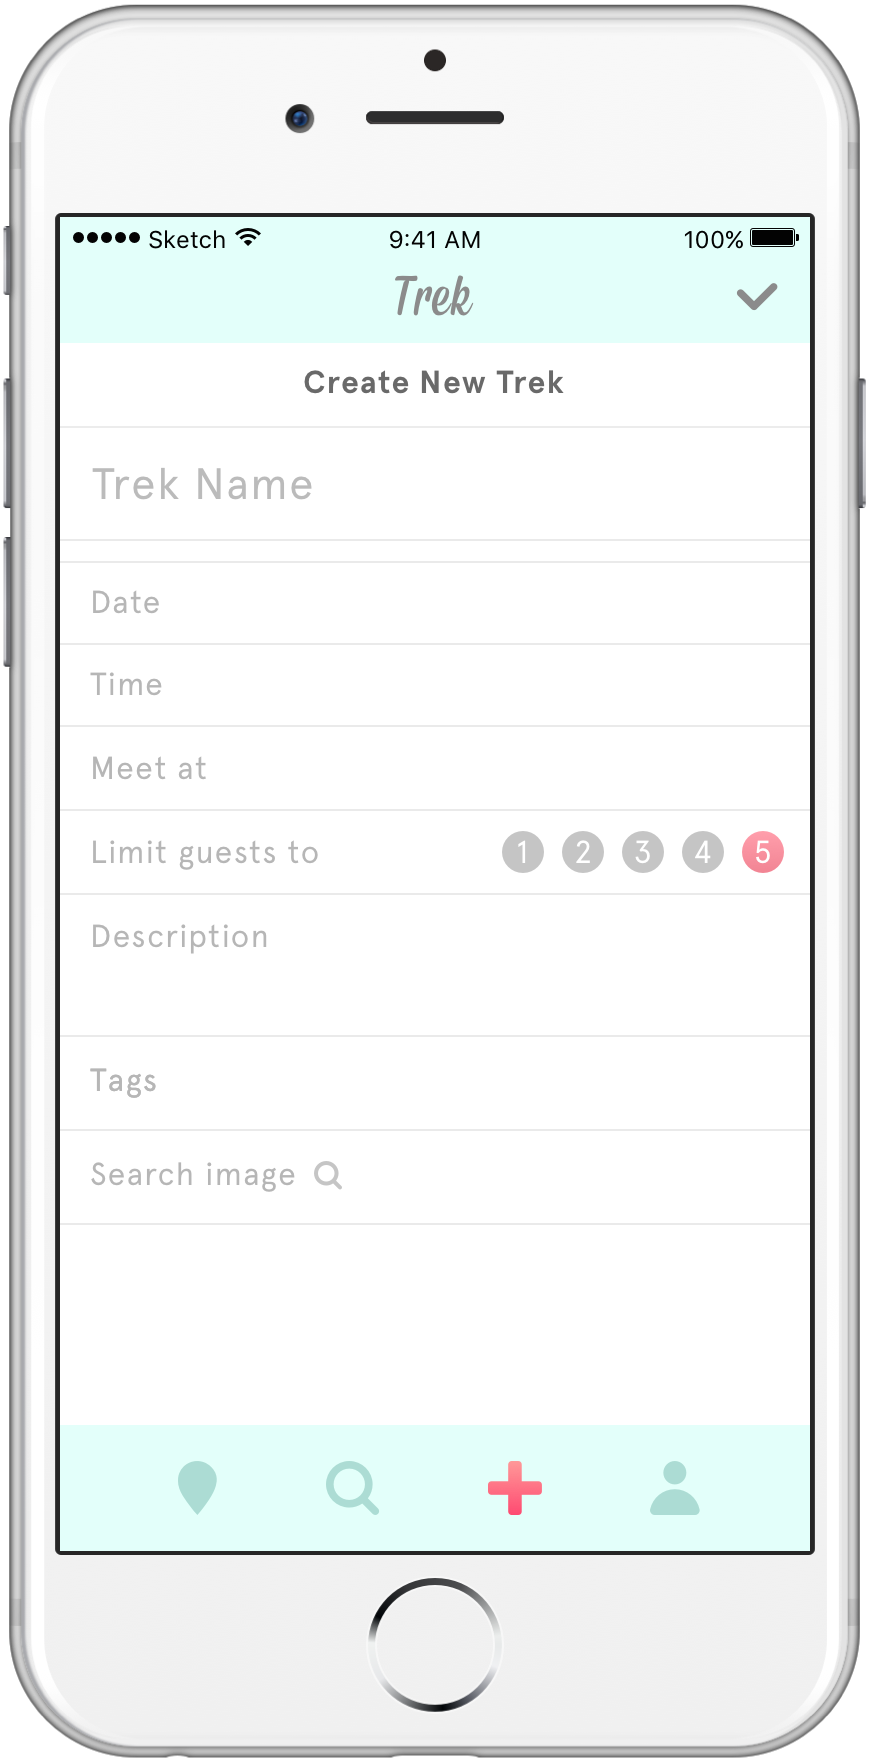 Sketch 9:41 AM 100%
Trek
Create New Trek
Trek Name
Date
Time
Meet at
Limit guests to 1 2 3 4 5
Description
Tags
Search image